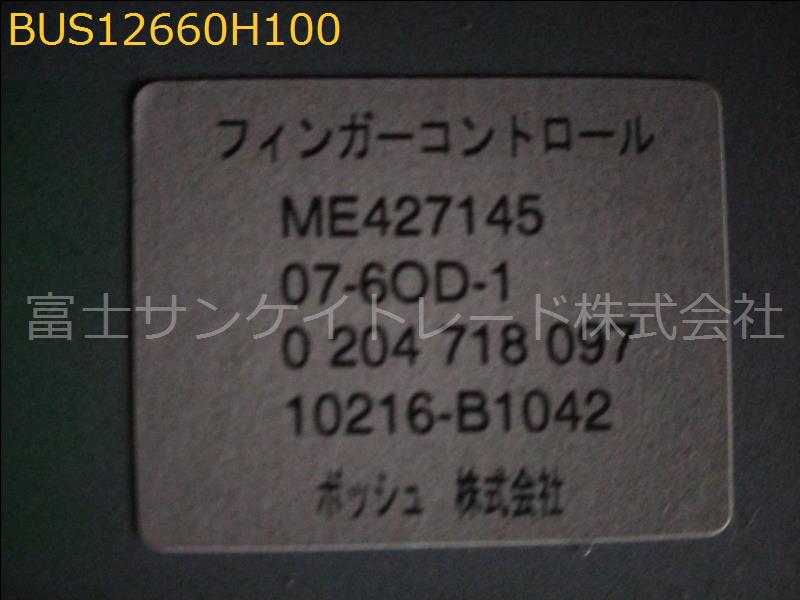 BUS12660H100
フィンガーコントロール
ME427145
07-6OD-1
富士サンケイトレード株式会社
0 204 718 097
10216-B1042
ボッシュ 株式会社